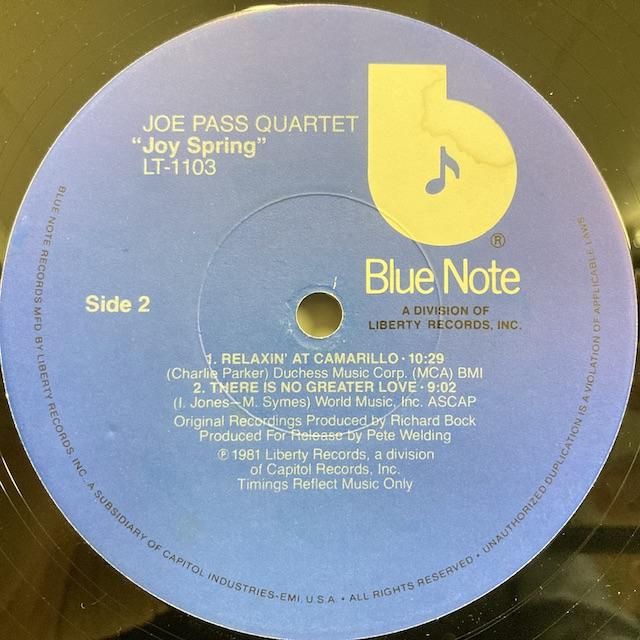 JOE PASS QUARTET
“Joy Spring”
LT-1103
b
®
Blue Note
A DIVISION OF
LIBERTY RECORDS, INC.
Side 2
1. RELAXIN' AT CAMARILLO · 10:29
(Charlie Parker) Duchess Music Corp. (MCA) BMI
2. THERE IS NO GREATER LOVE · 9:02
(I. Jones—M. Symes) World Music, Inc. ASCAP
Original Recordings Produced by Richard Bock
Produced For Release by Pete Welding
℗ 1981 Liberty Records, a division
of Capitol Records, Inc.
Timings Reflect Music Only
BLUE NOTE RECORDS MFD. BY LIBERTY RECORDS, INC. A SUBSIDIARY OF CAPITOL INDUSTRIES-EMI, U.S.A. • ALL RIGHTS RESERVED • UNAUTHORIZED DUPLICATION IS A VIOLATION OF APPLICABLE LAWS